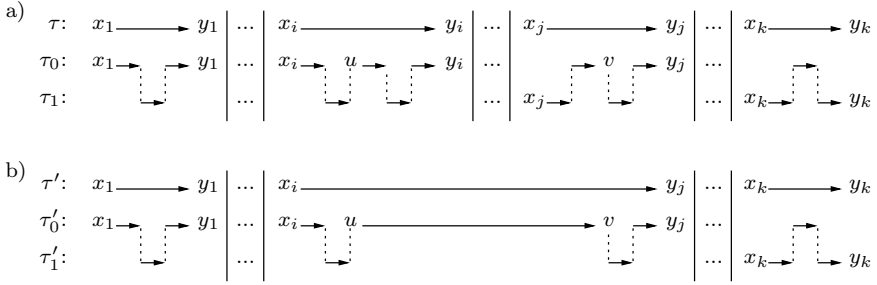 a)
τ: x₁ y₁ ... xᵢ yᵢ ... xⱼ yⱼ ... xₖ yₖ
τ₀: x₁ y₁ ... xᵢ u yᵢ ... v yⱼ ...
τ₁: ... ... xⱼ ... xₖ yₖ
b)
τ′: x₁ y₁ ... xᵢ yⱼ ... xₖ yₖ
τ′₀: x₁ y₁ ... xᵢ u v yⱼ ...
τ′₁: ... ... xₖ yₖ